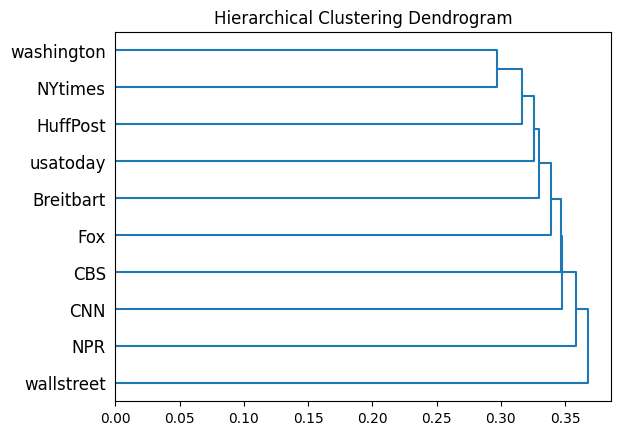 Hierarchical Clustering Dendrogram
washington
NYtimes
HuffPost
usatoday
Breitbart
Fox
CBS
CNN
NPR
wallstreet
0.00 0.05 0.10 0.15 0.20 0.25 0.30 0.35